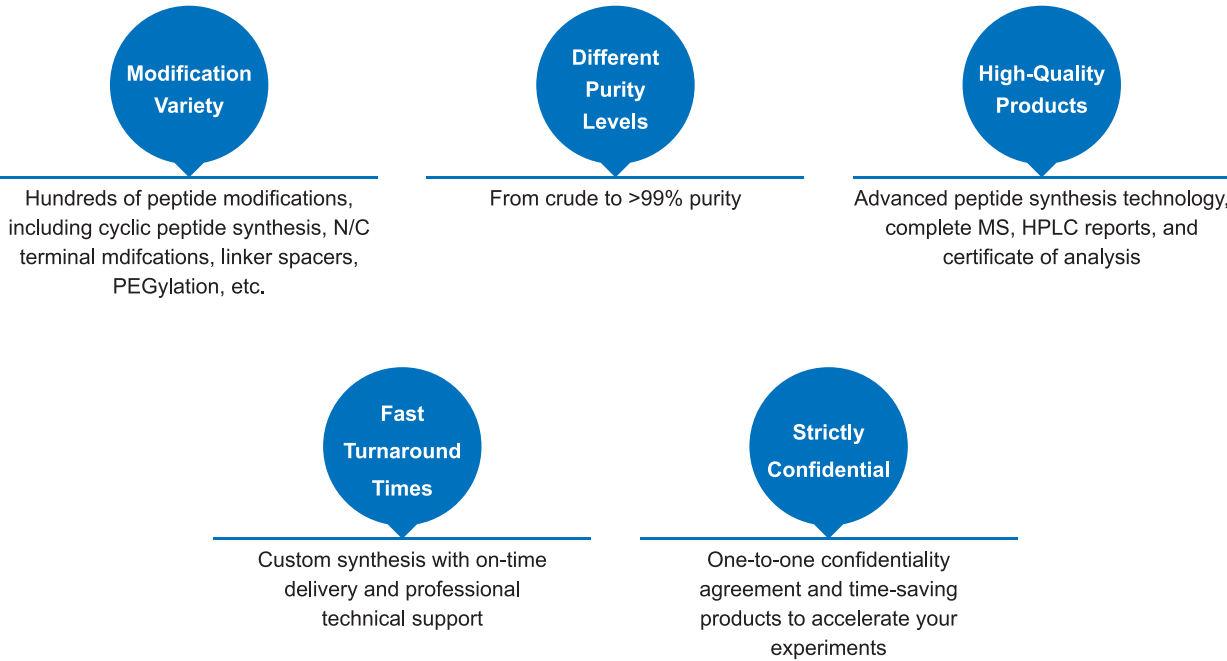 Modification
Variety
Hundreds of peptide modifications,
including cyclic peptide synthesis, N/C
terminal mdifcations, linker spacers,
PEGylation, etc.
Different
Purity
Levels
From crude to >99% purity
High-Quality
Products
Advanced peptide synthesis technology,
complete MS, HPLC reports, and
certificate of analysis
Fast
Turnaround
Times
Custom synthesis with on-time
delivery and professional
technical support
Strictly
Confidential
One-to-one confidentiality
agreement and time-saving
products to accelerate your
experiments